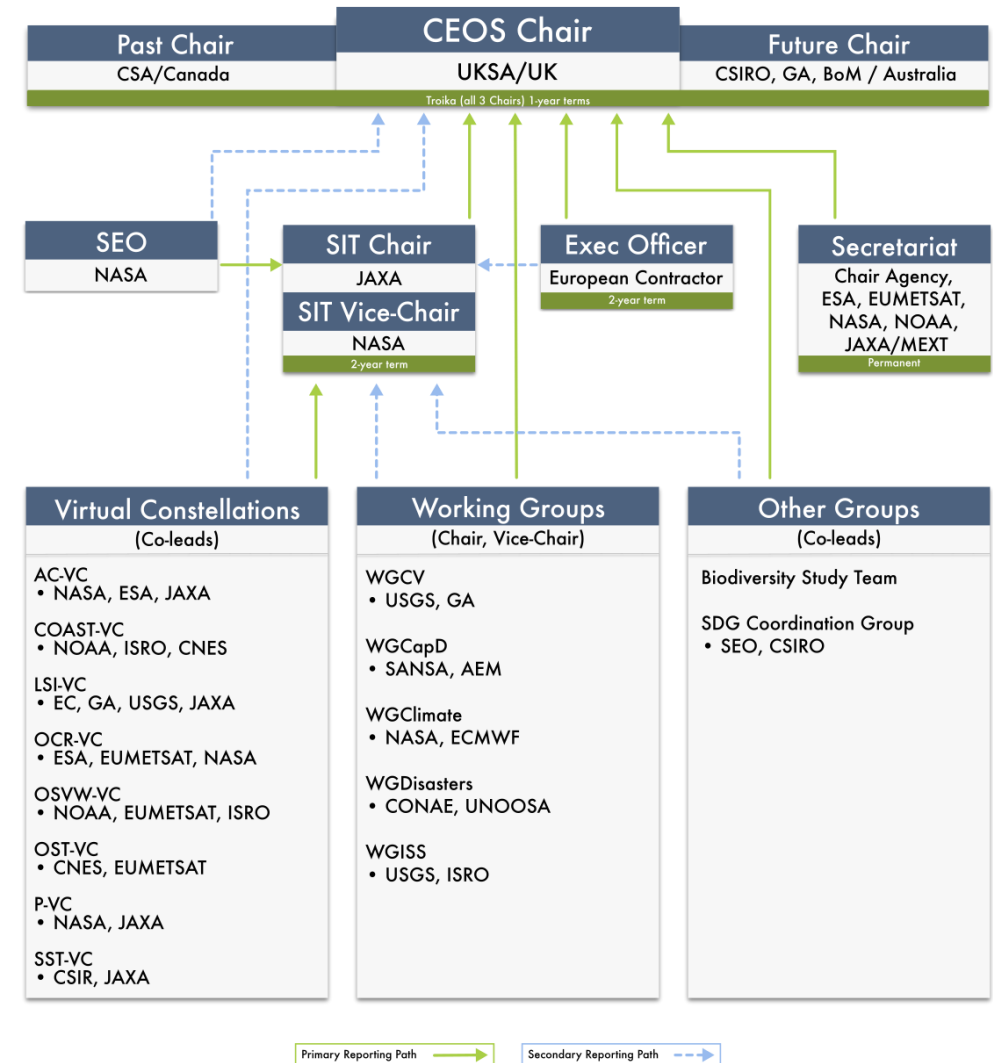 Past Chair
CSA/Canada
CEOS Chair
UKSA/UK
Future Chair
CSIRO, GA, BoM / Australia
Troika (all 3 Chairs) 1-year terms
SEO
NASA
SIT Chair
JAXA
SIT Vice-Chair
NASA
2-year term
Exec Officer
European Contractor
2-year term
Secretariat
Chair Agency,
ESA, EUMETSAT,
NASA, NOAA,
JAXA/MEXT
Permanent
Virtual Constellations
(Co-leads)
AC-VC
• NASA, ESA, JAXA
COAST-VC
• NOAA, ISRO, CNES
LSI-VC
• EC, GA, USGS, JAXA
OCR-VC
• ESA, EUMETSAT, NASA
OSVW-VC
• NOAA, EUMETSAT, ISRO
OST-VC
• CNES, EUMETSAT
P-VC
• NASA, JAXA
SST-VC
• CSIR, JAXA
Working Groups
(Chair, Vice-Chair)
WGCV
• USGS, GA
WGCapD
• SANSA, AEM
WGClimate
• NASA, ECMWF
WGDisasters
• CONAE, UNOOSA
WGISS
• USGS, ISRO
Other Groups
(Co-leads)
Biodiversity Study Team
SDG Coordination Group
• SEO, CSIRO
Primary Reporting Path
Secondary Reporting Path